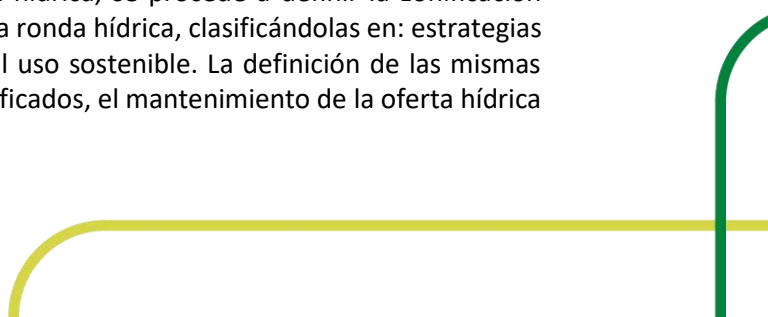 a ronda hídrica, clasificándolas en: estrategias
l uso sostenible. La definición de las mismas
ficados, el mantenimiento de la oferta hídrica